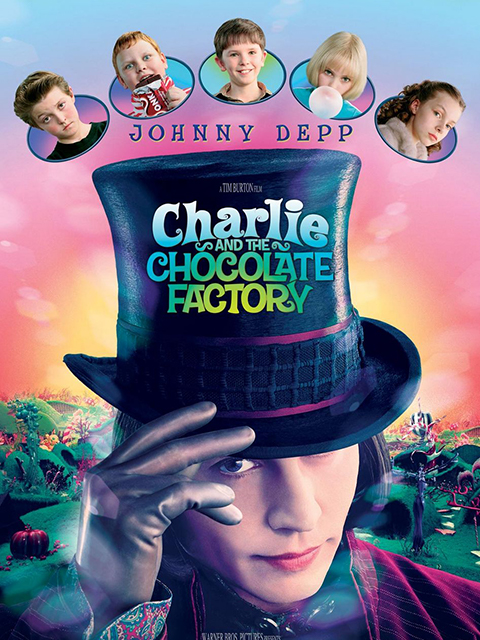 JOHNNY DEPP
A TIM BURTON FILM
Charlie
AND THE
CHOCOLATE
FACTORY
WARNER BROS. PICTURES PRESENTS